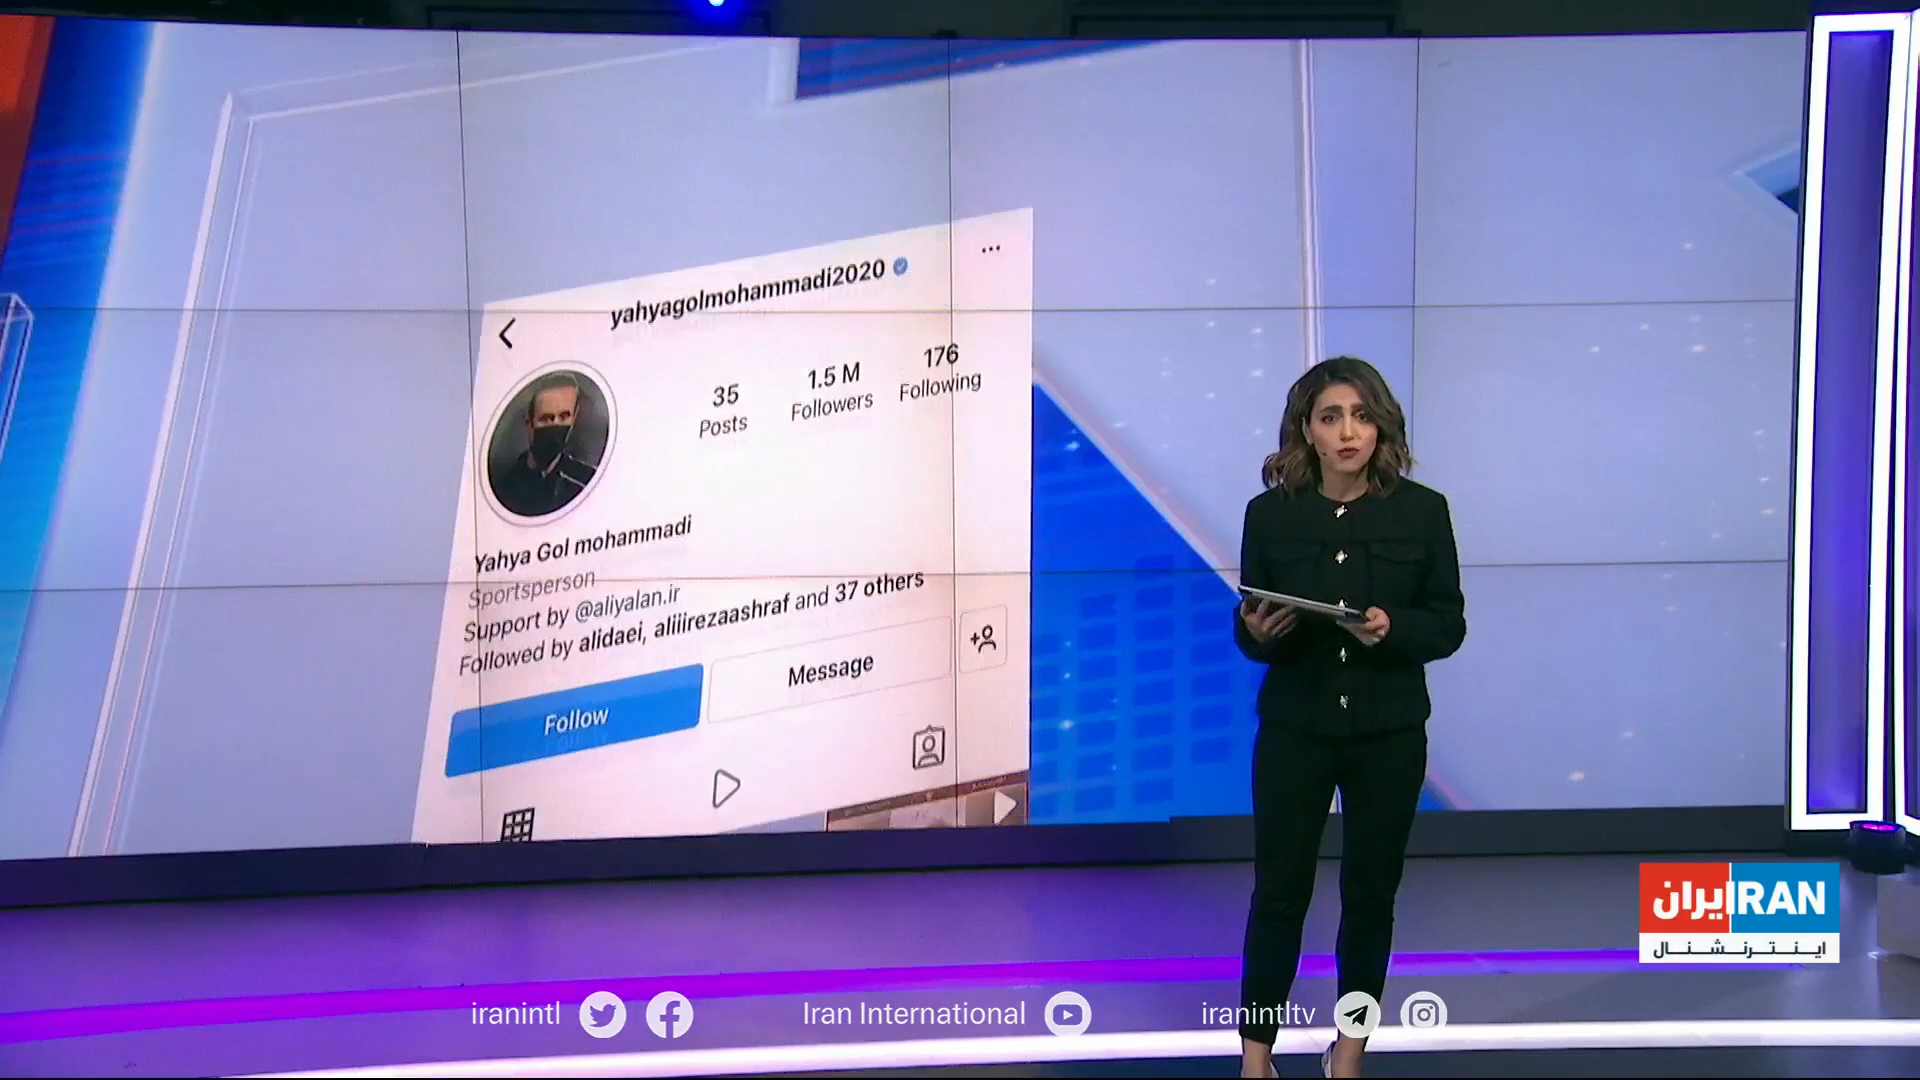 yahyagolmohammadi2020
35
Posts
1.5 M
Followers
176
Following
Yahya Gol mohammadi
Sportsperson
Support by @aliyalan.ir
Followed by alidaei, aliiirezaashraf and 37 others
Follow
Message
ایران IRAN
اینترنشنال
iranintl
Iran International
iranintltv